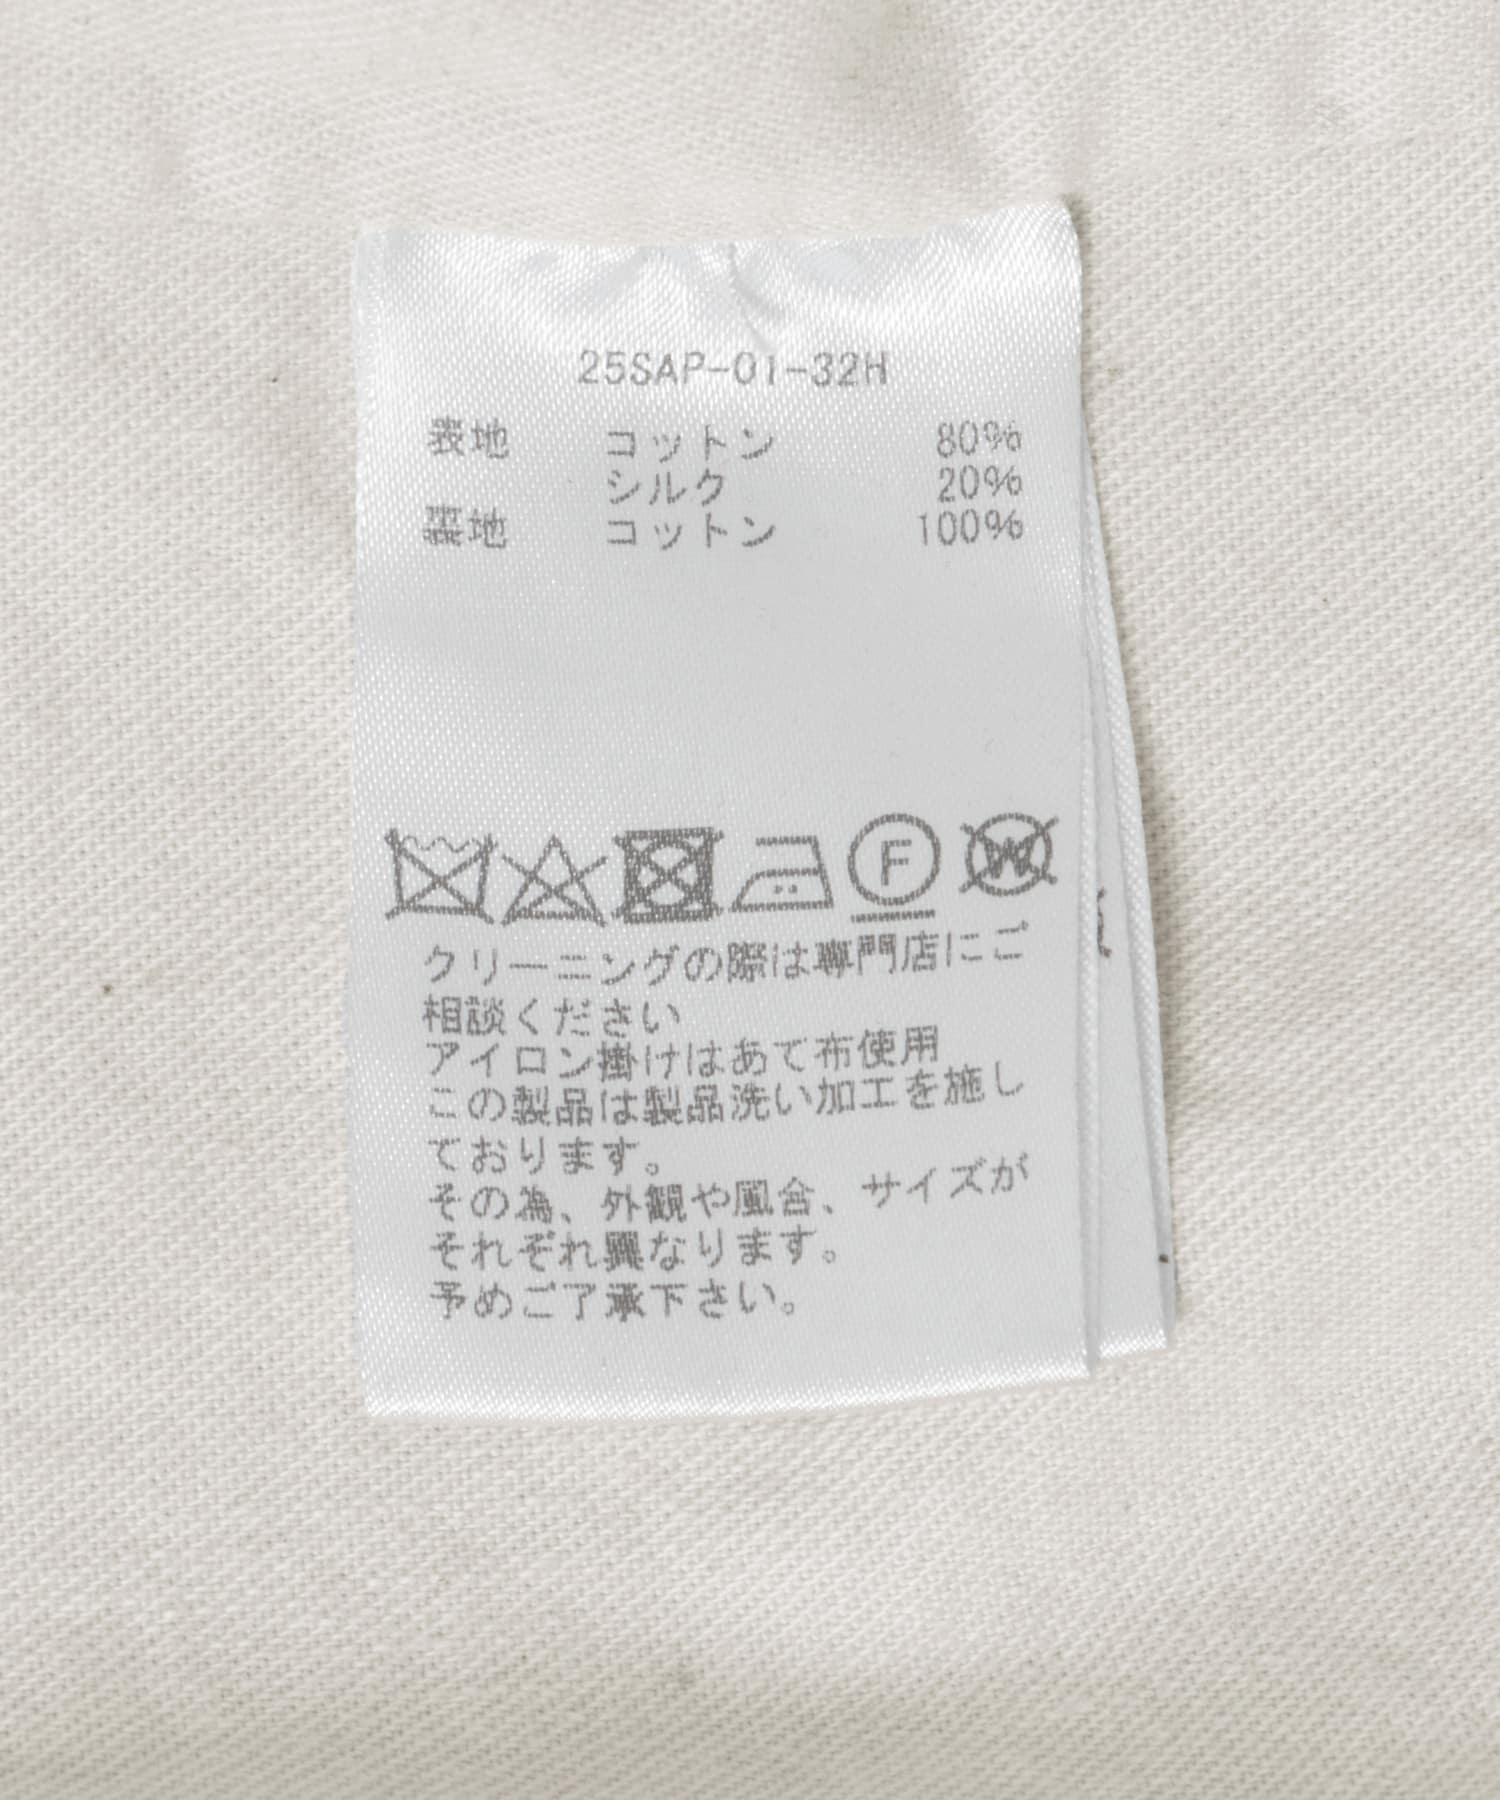 25SAP-01-32H
表地 コットン 80%
シルク 20%
裏地 コットン 100%
F W
クリーニングの際は専門店にご
相談ください
アイロン掛けはあて布使用
この製品は製品洗い加工を施し
ております。
その為、外観や風合、サイズが
それぞれ異なります。
予めご了承下さい。